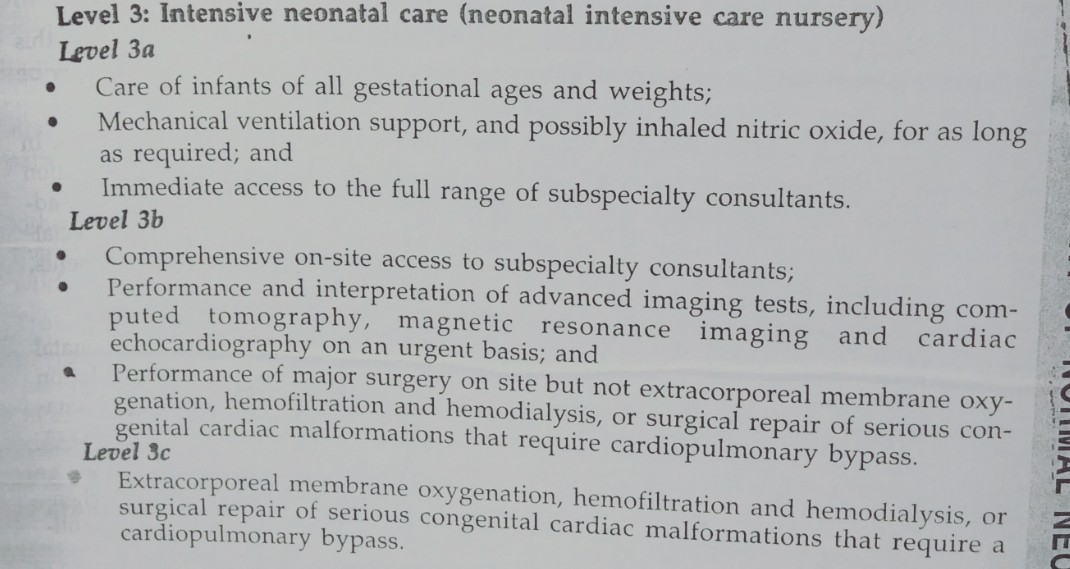 Level 3: Intensive neonatal care (neonatal intensive care nursery)
Level 3a
• Care of infants of all gestational ages and weights;
• Mechanical ventilation support, and possibly inhaled nitric oxide, for as long
as required; and
• Immediate access to the full range of subspecialty consultants.
Level 3b
• Comprehensive on-site access to subspecialty consultants;
• Performance and interpretation of advanced imaging tests, including com-
puted tomography, magnetic resonance imaging and cardiac
echocardiography on an urgent basis; and
• Performance of major surgery on site but not extracorporeal membrane oxy-
genation, hemofiltration and hemodialysis, or surgical repair of serious con-
genital cardiac malformations that require cardiopulmonary bypass.
Level 3c
• Extracorporeal membrane oxygenation, hemofiltration and hemodialysis, or
surgical repair of serious congenital cardiac malformations that require a
cardiopulmonary bypass.